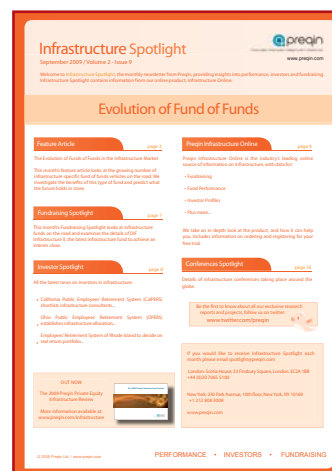 Infrastructure Spotlight
September 2009 / Volume 2 - Issue 9
preqin
www.preqin.com
Welcome to Infrastructure Spotlight, the monthly newsletter from Preqin, providing insights into performance, investors and fundraising.
Infrastructure Spotlight contains information from our online product, Infrastructure Online.
Evolution of Fund of Funds
Feature Article
page 2
The Evolution of Funds of Funds in the Infrastructure Market.
This month's feature article looks at the growing number of
infrastructure-specific fund of funds vehicles on the road. We
investigate the benefits of this type of fund and predict what
the future holds in store.
Fundraising Spotlight
page 7
This month's Fundraising Spotlight looks at infrastructure
funds on the road and examines the details of DIF
Infrastructure II, the latest infrastructure fund to achieve an
interim close.
Investor Spotlight
page 8
All the latest news on investors in infrastructure:
• California Public Employees' Retirement System (CalPERS)
shortlists infrastructure consultants...
Ohio Public Employees' Retirement System (OPERS)
• establishes infrastructure allocation...
Employees' Retirement System of Rhode Island to decide on
• real return portfolio...
OUT NOW
The 2009 Preqin Private Equity
Infrastructure Review
More information available at:
www.preqin.com/infrastructure
Preqin Infrastructure Online
page 9
Preqin Infrastructure Online is the industry's leading online
source of information on infrastructure, with data for:
- Fundraising
- Fund Performance
- Investor Profiles
- Plus more..
We take an in-depth look at the product, and how it can help
you. Includes information on ordering and registering for your
free trial.
Conferences Spotlight
page 10
Details of infrastructure conferences taking place around the
globe.
Be the first to know about all our exclusive research
reports and projects, follow us on twitter:
www.twitter.com/preqin
If you would like to receive Infrastructure Spotlight each
month please email spotlight@preqin.com
London: Scotia House, 33 Finsbury Square, London. EC2A 1BB
+44 (0)20 7065 5100
New York: 230 Park Avenue, 10th floor, New York, NY 10169
+1 212 808 3008
www.preqin.com
© 2009 Preqin Ltd. / www.preqin.com
PERFORMANCE • INVESTORS • FUNDRAISING